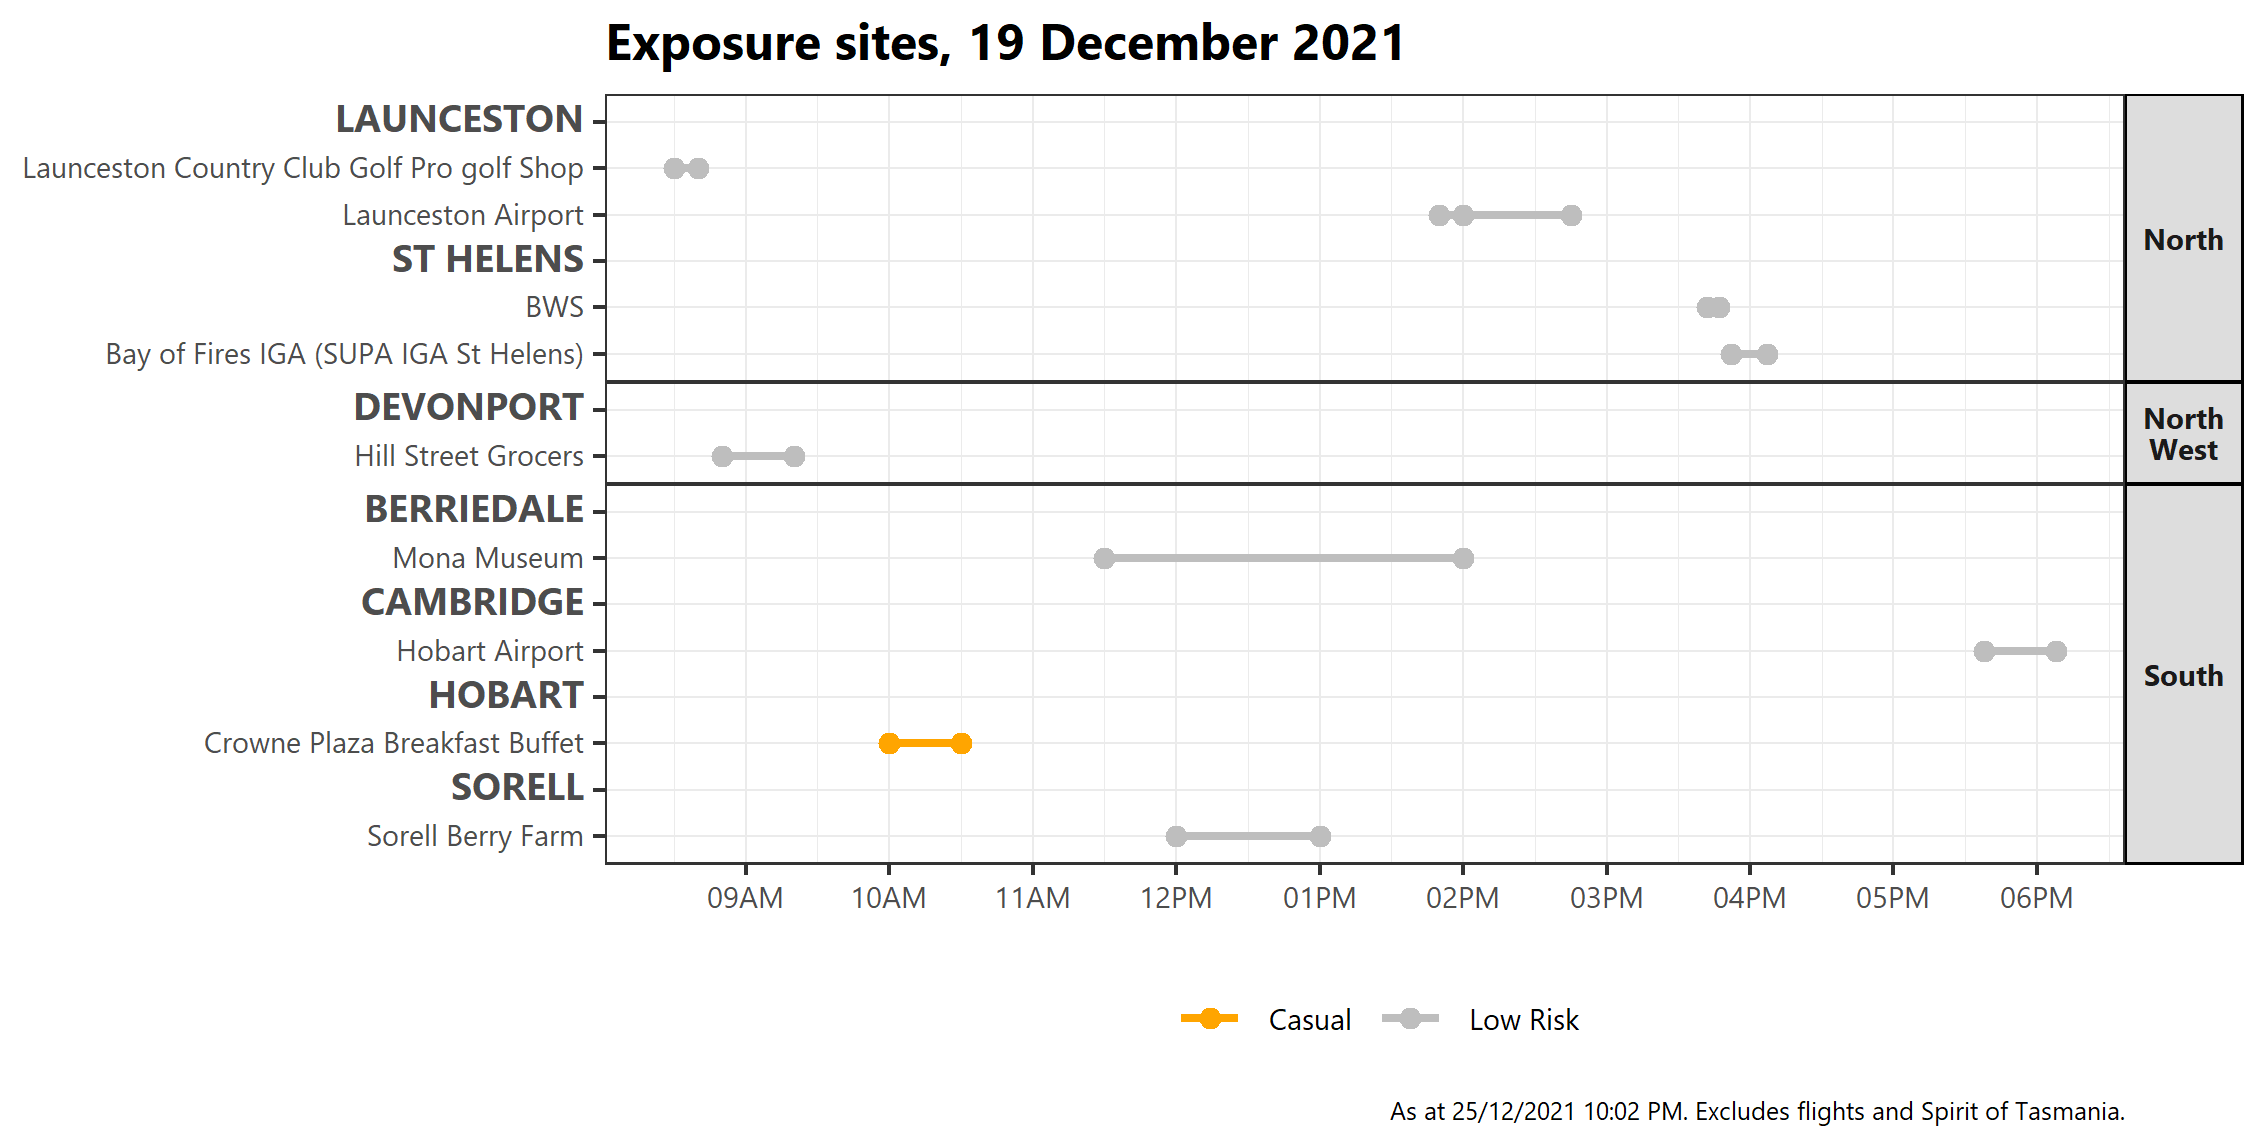 Exposure sites, 19 December 2021
LAUNCESTON
Launceston Country Club Golf Pro golf Shop
Launceston Airport
ST HELENS
BWS
Bay of Fires IGA (SUPA IGA St Helens)
North
DEVONPORT
Hill Street Grocers
North
West
BERRIEDALE
Mona Museum
CAMBRIDGE
Hobart Airport
HOBART
Crowne Plaza Breakfast Buffet
SORELL
Sorell Berry Farm
South
09AM 10AM 11AM 12PM 01PM 02PM 03PM 04PM 05PM 06PM
Casual Low Risk
As at 25/12/2021 10:02 PM. Excludes flights and Spirit of Tasmania.